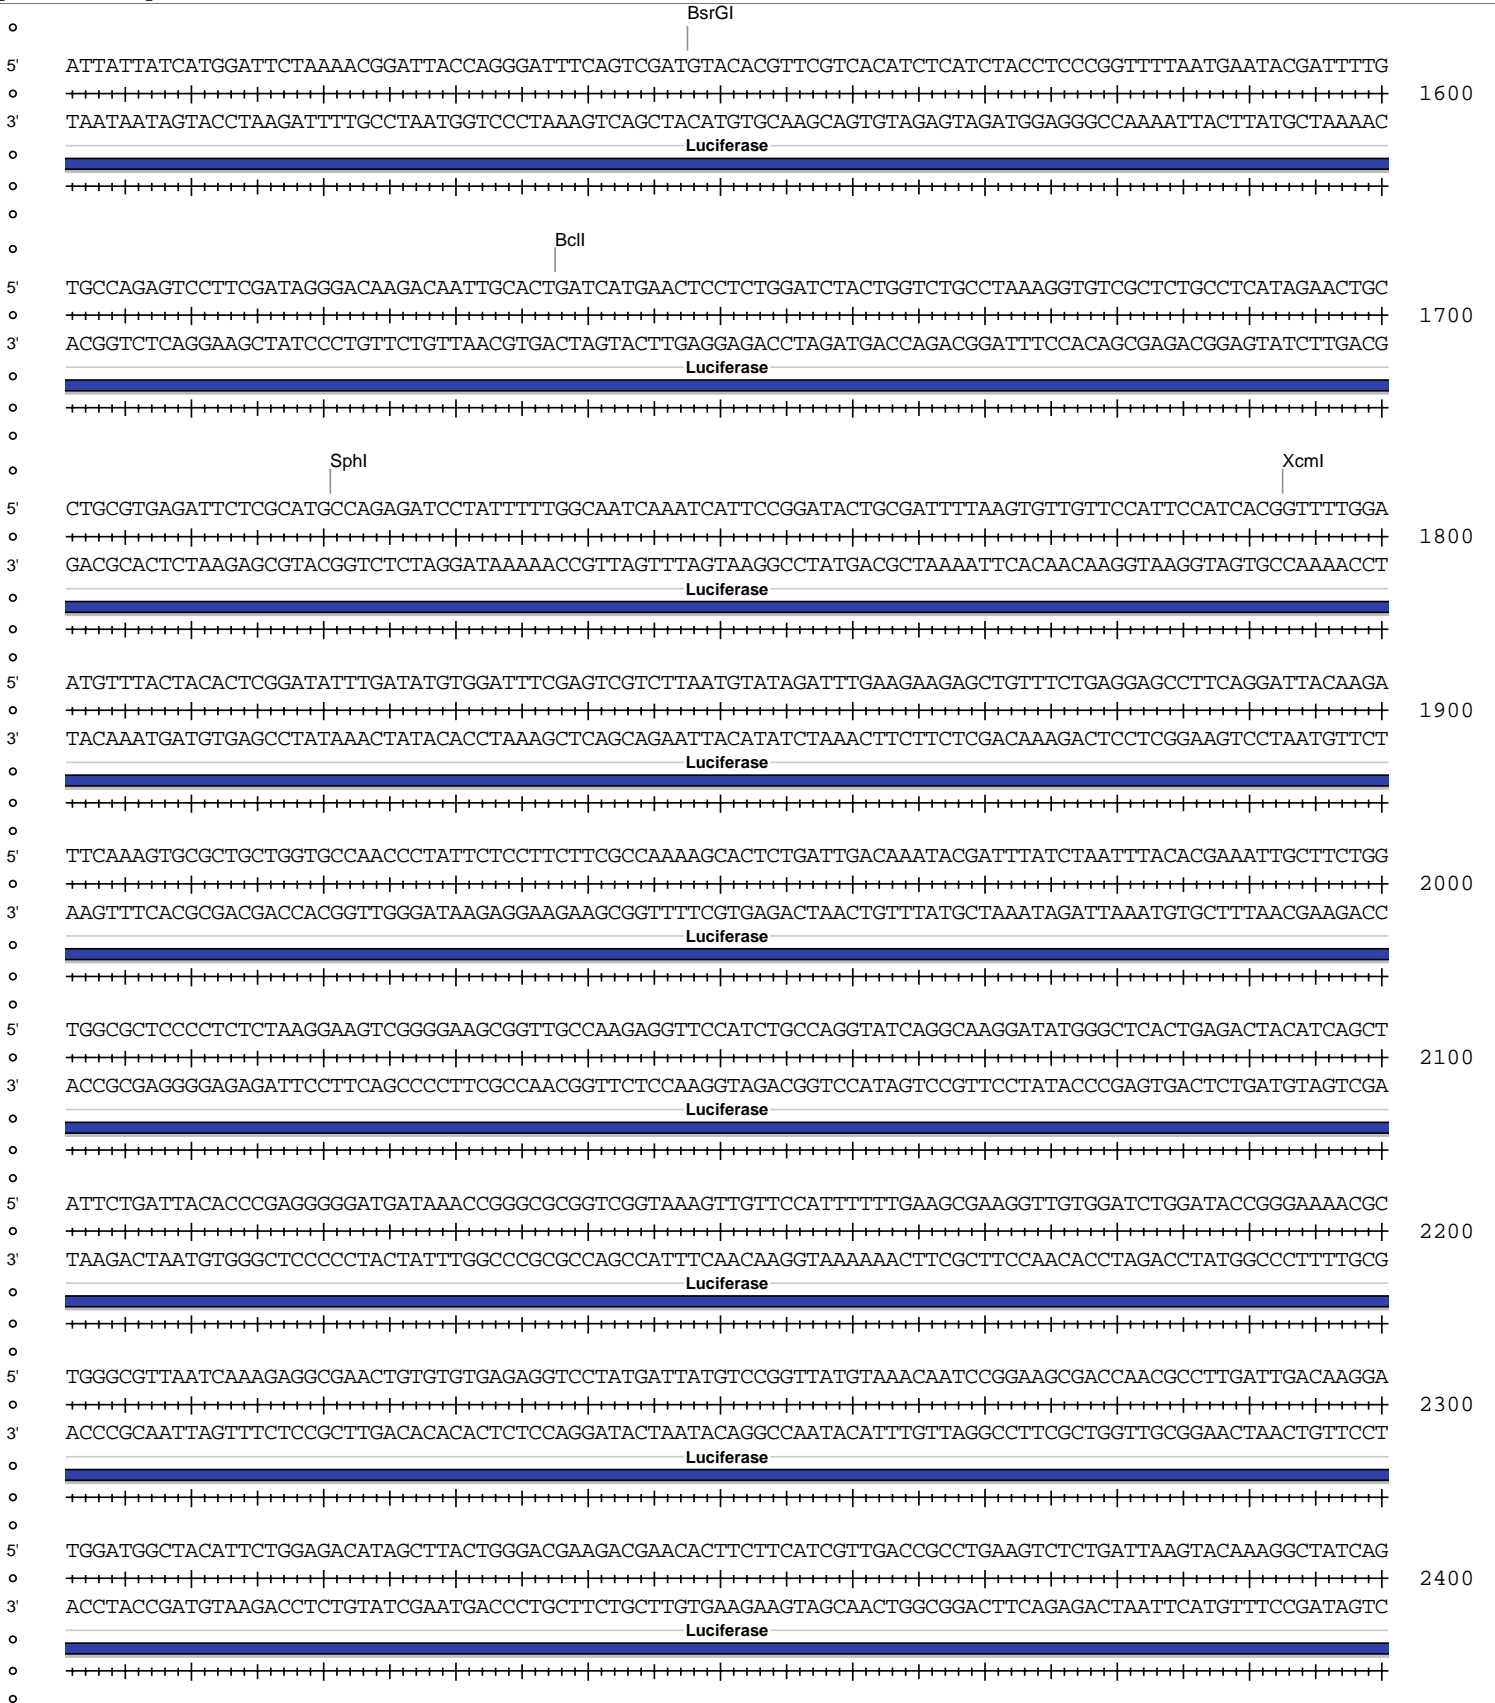 BsrGI
5' ATTATTATCATGGATTCTAAAACGGATTACCAGGGATTTCAGTCGATGTACACGTTCGTCACATCTCATCTACCTCCCGGTTTTAATGAATACGATTTTG
1600
3' TAATAATAGTACCTAAGATTTTGCCTAATGGTCCCTAAAGTCAGCTACATGTGCAAGCAGTGTAGAGTAGATGGAGGGCCAAAATTACTTATGCTAAAAC
Luciferase
BclI
5' TGCCAGAGTCCTTCGATAGGGACAAGACAATTGCACTGATCATGAACTCCTCTGGATCTACTGGTCTGCCTAAAGGTGTCGCTCTGCCTCATAGAACTGC
1700
3' ACGGTCTCAGGAAGCTATCCCTGTTCTGTTAACGTGACTAGTACTTGAGGAGACCTAGATGACCAGACGGATTTCCACAGCGAGACGGAGTATCTTGACG
Luciferase
SphI XcmI
5' CTGCGTGAGATTCTCGCATGCCAGAGATCCTATTTTTGGCAATCAAATCATTCCGGATACTGCGATTTTAAGTGTTGTTCCATTCCATCACGGTTTTGGA
1800
3' GACGCACTCTAAGAGCGTACGGTCTCTAGGATAAAAACCGTTAGTTTAGTAAGGCCTATGACGCTAAAATTCACAACAAGGTAAGGTAGTGCCAAAACCT
Luciferase
5' ATGTTTACTACACTCGGATATTTGATATGTGGATTTCGAGTCGTCTTAATGTATAGATTTGAAGAAGAGCTGTTTCTGAGGAGCCTTCAGGATTACAAGA
1900
3' TACAAATGATGTGAGCCTATAAACTATACACCTAAAGCTCAGCAGAATTACATATCTAAACTTCTTCTCGACAAAGACTCCTCGGAAGTCCTAATGTTCT
Luciferase
5' TTCAAAGTGCGCTGCTGGTGCCAACCCTATTCTCCTTCTTCGCCAAAAGCACTCTGATTGACAAATACGATTTATCTAATTTACACGAAATTGCTTCTGG
2000
3' AAGTTTCACGCGACGACCACGGTTGGGATAAGAGGAAGAAGCGGTTTTCGTGAGACTAACTGTTTATGCTAAATAGATTAAATGTGCTTTAACGAAGACC
Luciferase
5' TGGCGCTCCCCTCTCTAAGGAAGTCGGGGAAGCGGTTGCCAAGAGGTTCCATCTGCCAGGTATCAGGCAAGGATATGGGCTCACTGAGACTACATCAGCT
2100
3' ACCGCGAGGGGAGAGATTCCTTCAGCCCCTTCGCCAACGGTTCTCCAAGGTAGACGGTCCATAGTCCGTTCCTATACCCGAGTGACTCTGATGTAGTCGA
Luciferase
5' ATTCTGATTACACCCGAGGGGGATGATAAACCGGGCGCGGTCGGTAAAGTTGTTCCATTTTTTGAAGCGAAGGTTGTGGATCTGGATACCGGGAAAACGC
2200
3' TAAGACTAATGTGGGCTCCCCCTACTATTTGGCCCGCGCCAGCCATTTCAACAAGGTAAAAAACTTCGCTTCCAACACCTAGACCTATGGCCCTTTTGCG
Luciferase
5' TGGGCGTTAATCAAAGAGGCGAACTGTGTGTGAGAGGTCCTATGATTATGTCCGGTTATGTAAACAATCCGGAAGCGACCAACGCCTTGATTGACAAGGA
2300
3' ACCCGCAATTAGTTTCTCCGCTTGACACACACTCTCCAGGATACTAATACAGGCCAATACATTTGTTAGGCCTTCGCTGGTTGCGGAACTAACTGTTCCT
Luciferase
5' TGGATGGCTACATTCTGGAGACATAGCTTACTGGGACGAAGACGAACACTTCTTCATCGTTGACCGCCTGAAGTCTCTGATTAAGTACAAAGGCTATCAG
2400
3' ACCTACCGATGTAAGACCTCTGTATCGAATGACCCTGCTTCTGCTTGTGAAGAAGTAGCAACTGGCGGACTTCAGAGACTAATTCATGTTTCCGATAGTC
Luciferase